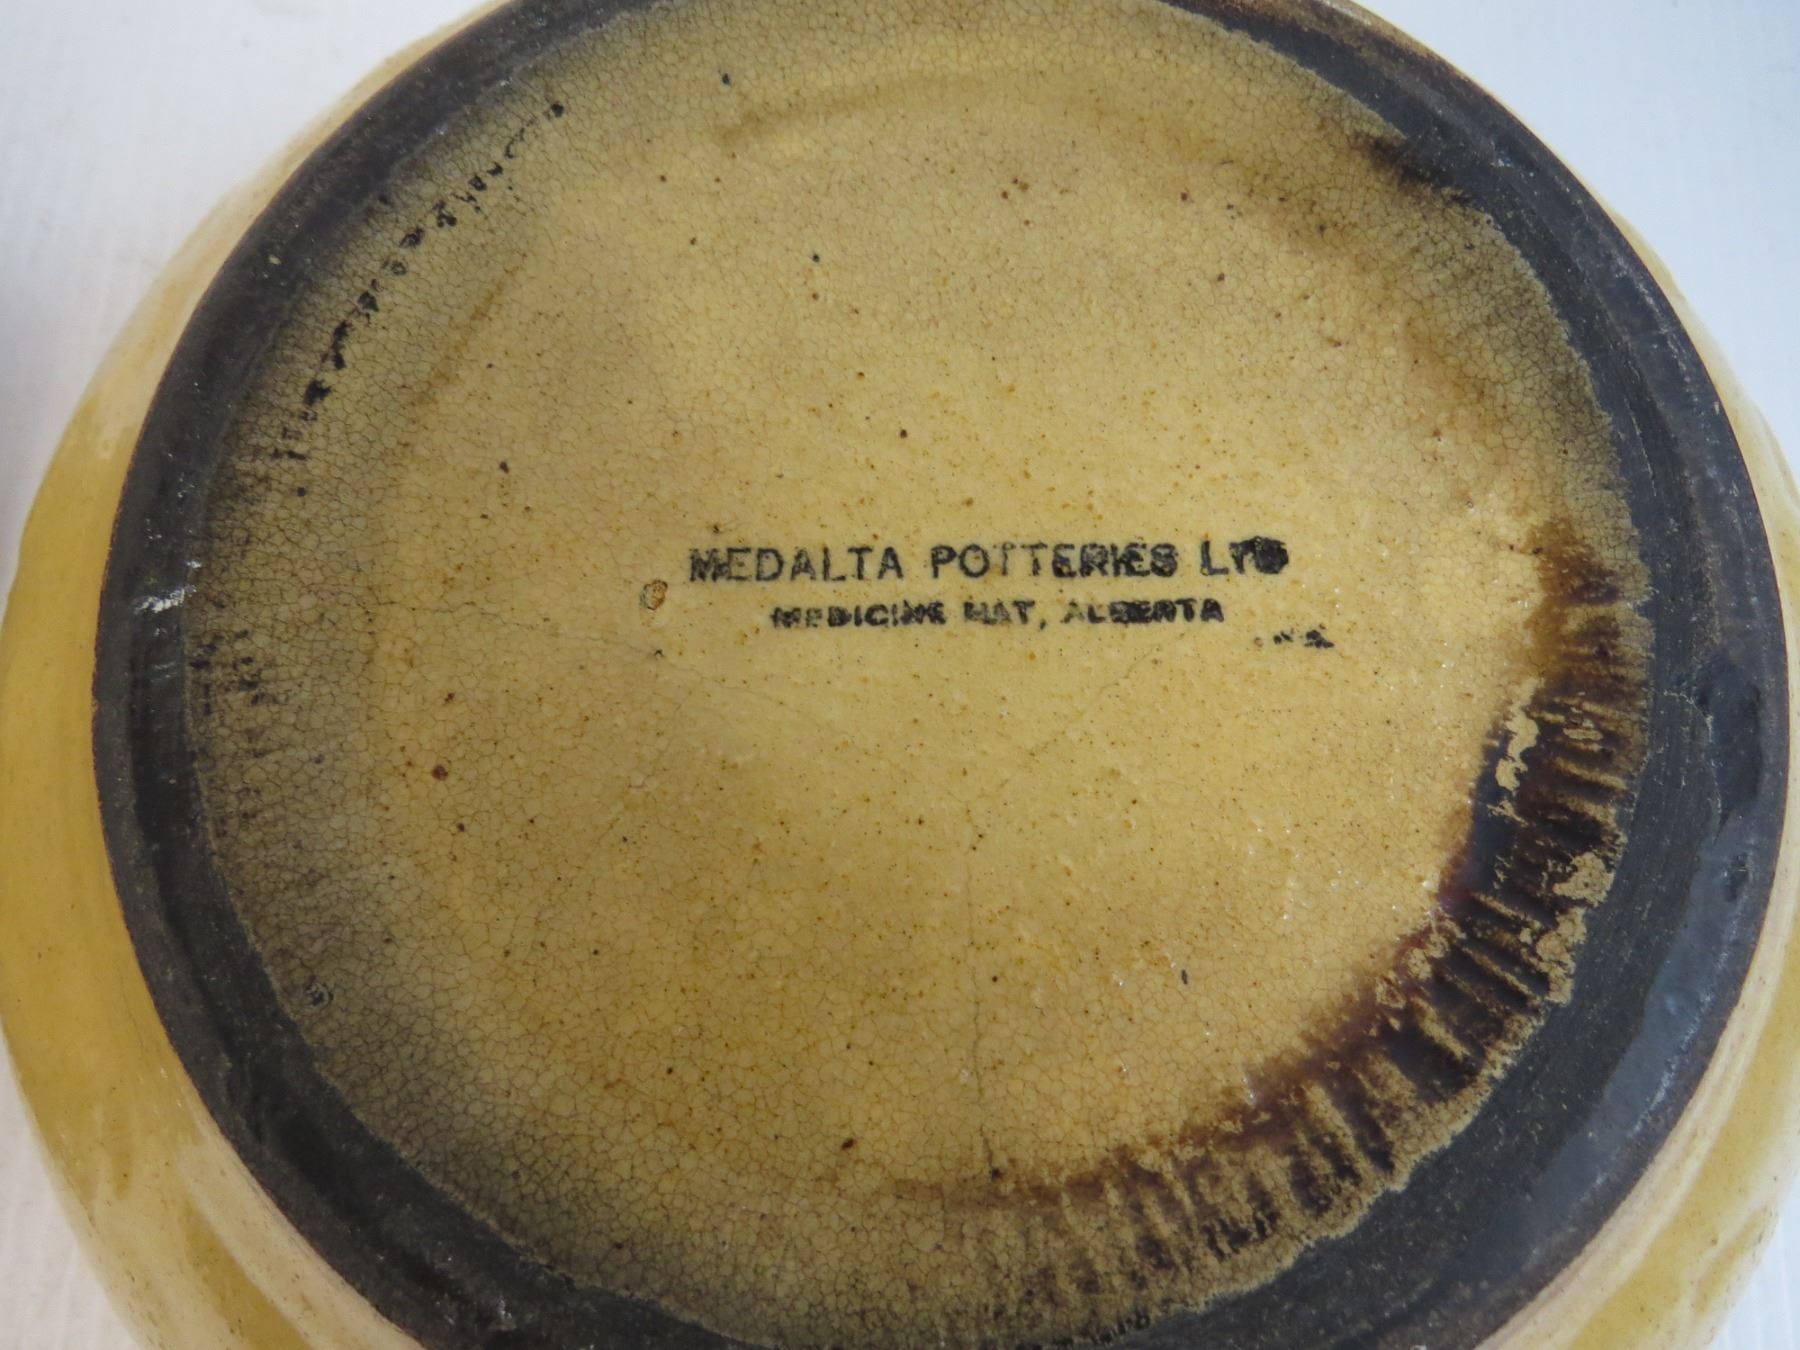 MEDALTA POTTERIES LTD
MEDICINE HAT, ALBERTA